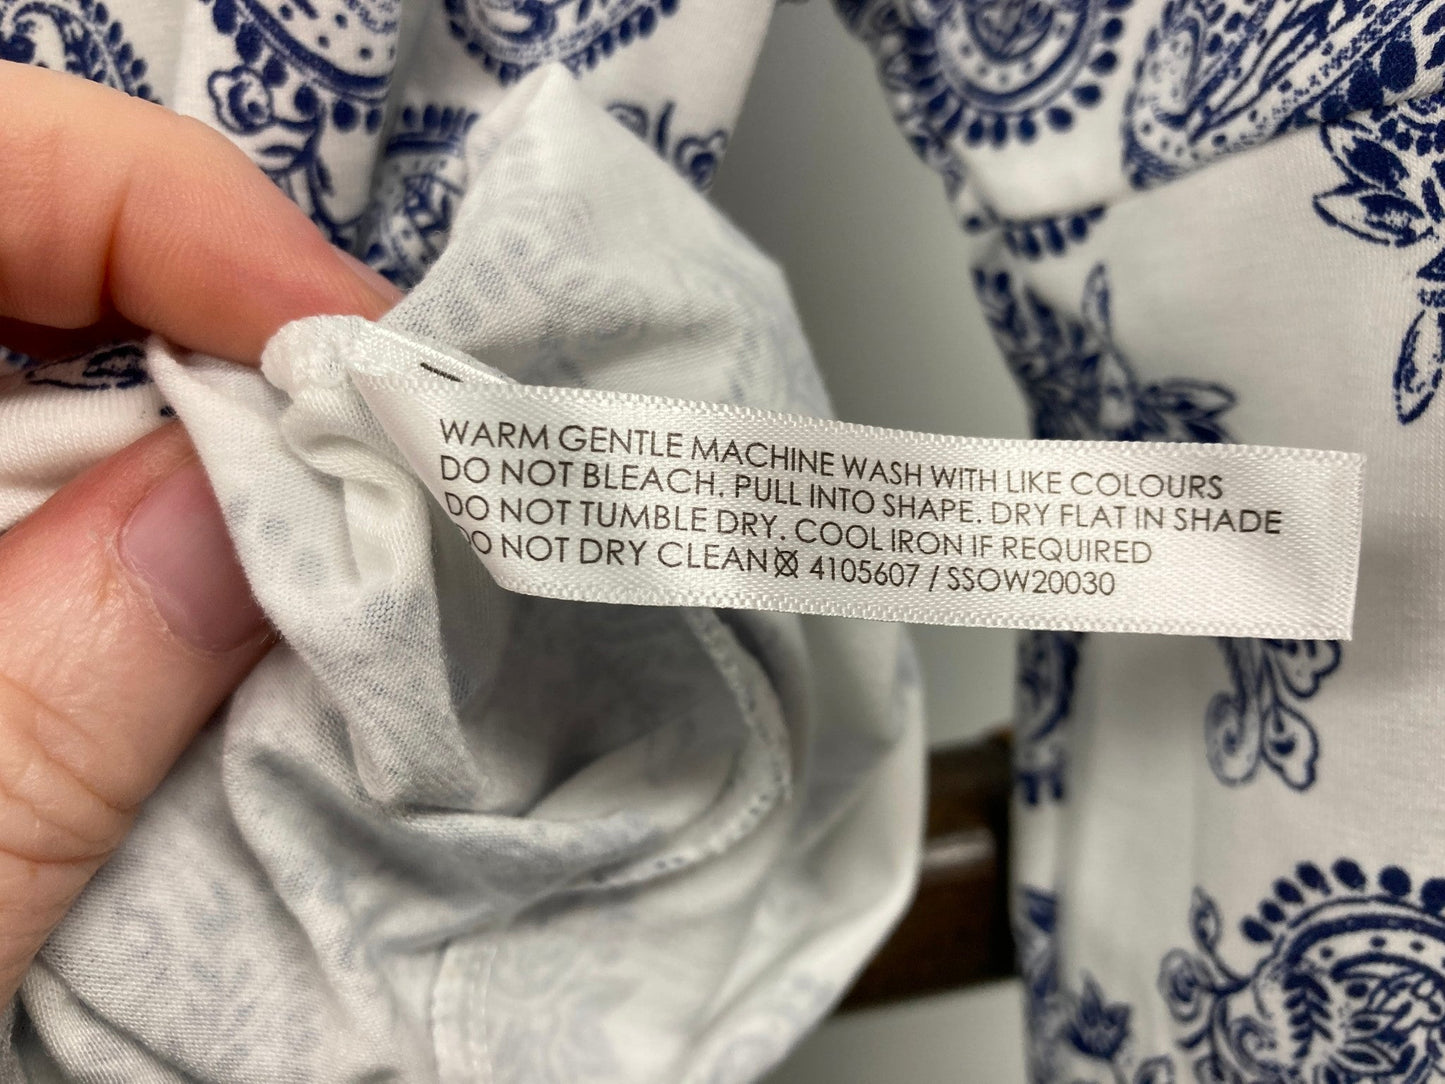 WARM GENTLE MACHINE WASH WITH LIKE COLOURS
DO NOT BLEACH. PULL INTO SHAPE. DRY FLAT IN SHADE
DO NOT TUMBLE DRY. COOL IRON IF REQUIRED
DO NOT DRY CLEAN 4105607 / SSOW20030